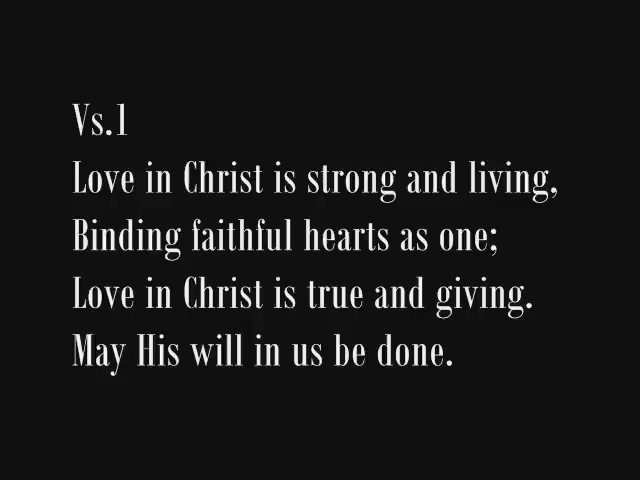 Vs.1
Love in Christ is strong and living,
Binding faithful hearts as one;
Love in Christ is true and giving.
May His will in us be done.